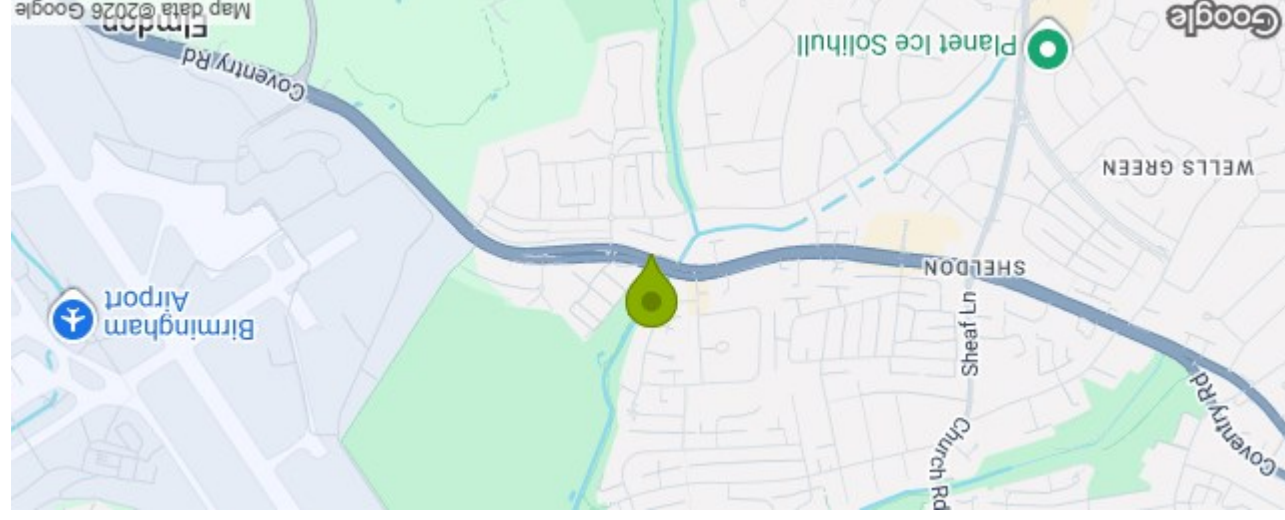 Coventry Rd
Church Rd
Sheaf Ln
Birmingham
Airport
SHELDON
WELLS GREEN
Planet Ice Solihull
Coventry Rd
Elmdon
Google
Map data ©2026 Google